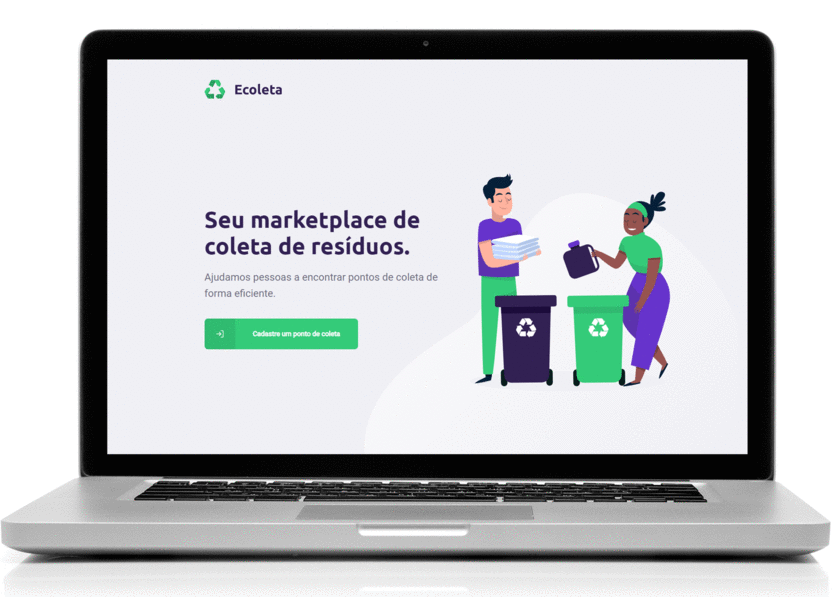 Ecoleta
Seu marketplace de
coleta de resíduos.
Ajudamos pessoas a encontrar pontos de coleta de
forma eficiente.
Cadastre um ponto de coleta